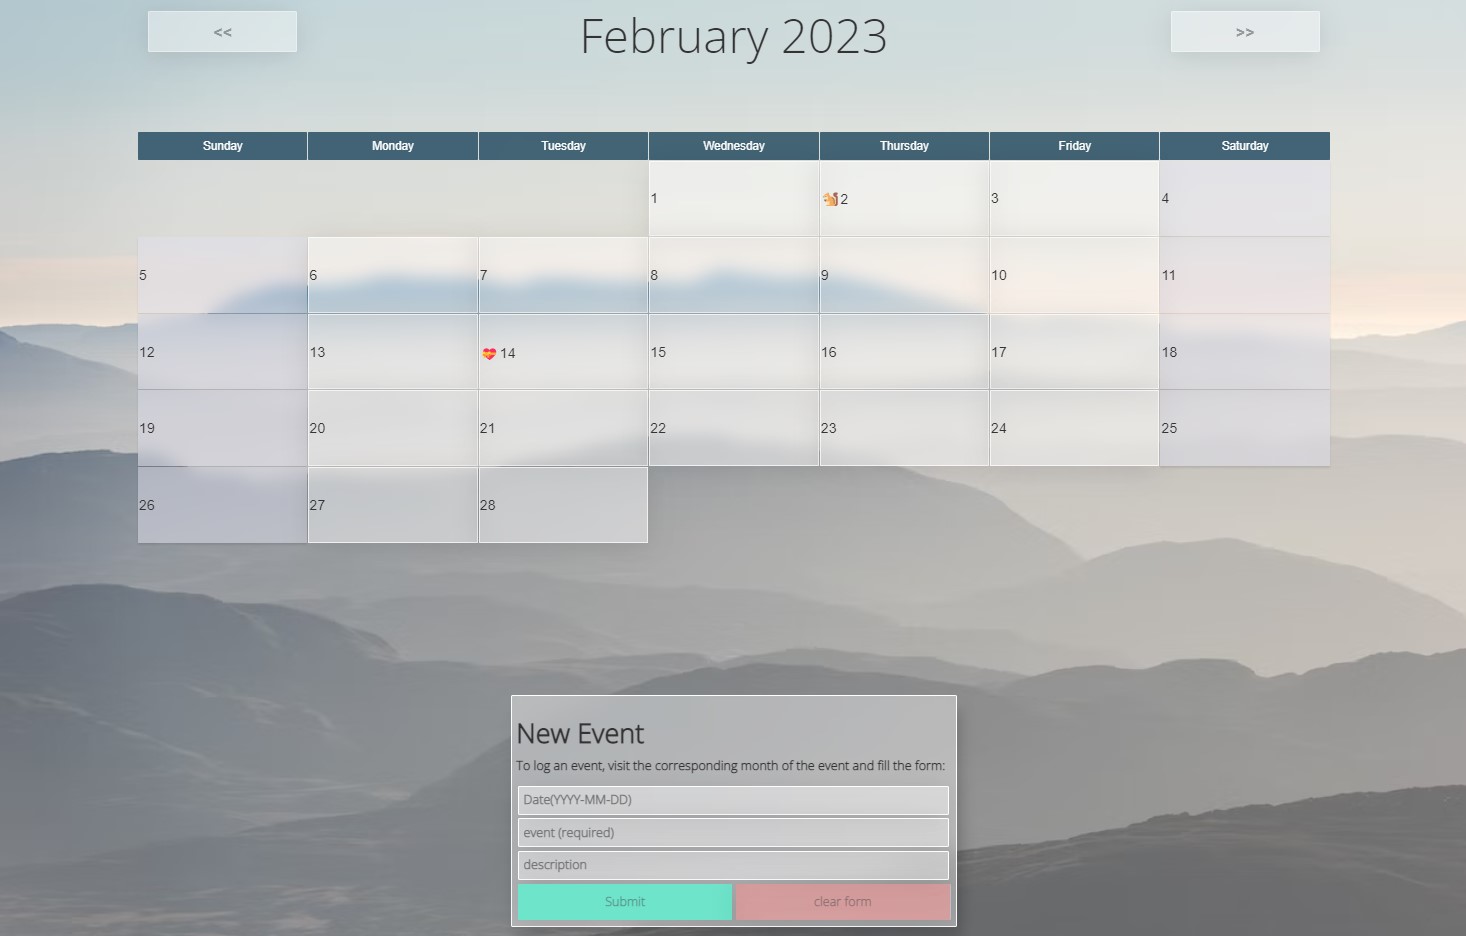 <<
February 2023
>>
Sunday Monday Tuesday Wednesday Thursday Friday Saturday
1 🐿️2 3 4
5 6 7 8 9 10 11
12 13 💝 14 15 16 17 18
19 20 21 22 23 24 25
26 27 28
New Event
To log an event, visit the corresponding month of the event and fill the form:
Date(YYYY-MM-DD)
event (required)
description
Submit clear form